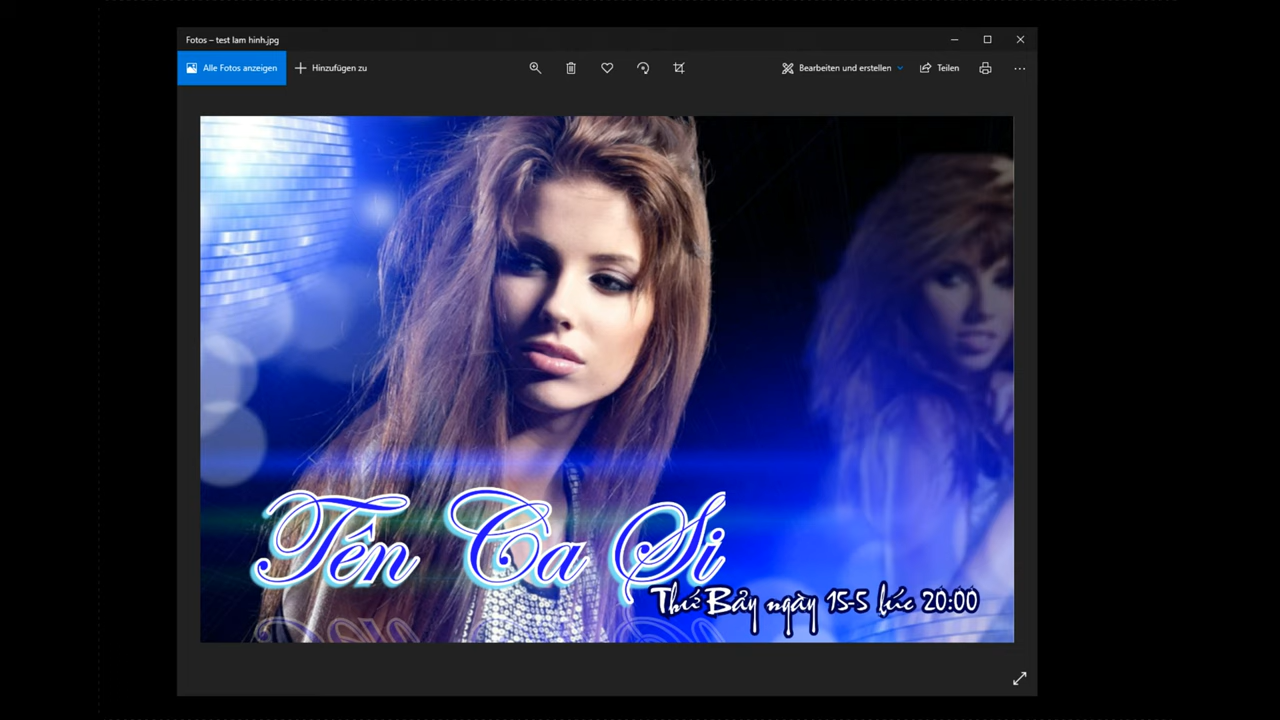 Fotos – test lam hinh.jpg
Alle Fotos anzeigen
Hinzufügen zu
Bearbeiten und erstellen
Teilen
Tên Ca Si
Thứ Bảy ngày 15-5 lúc 20:00